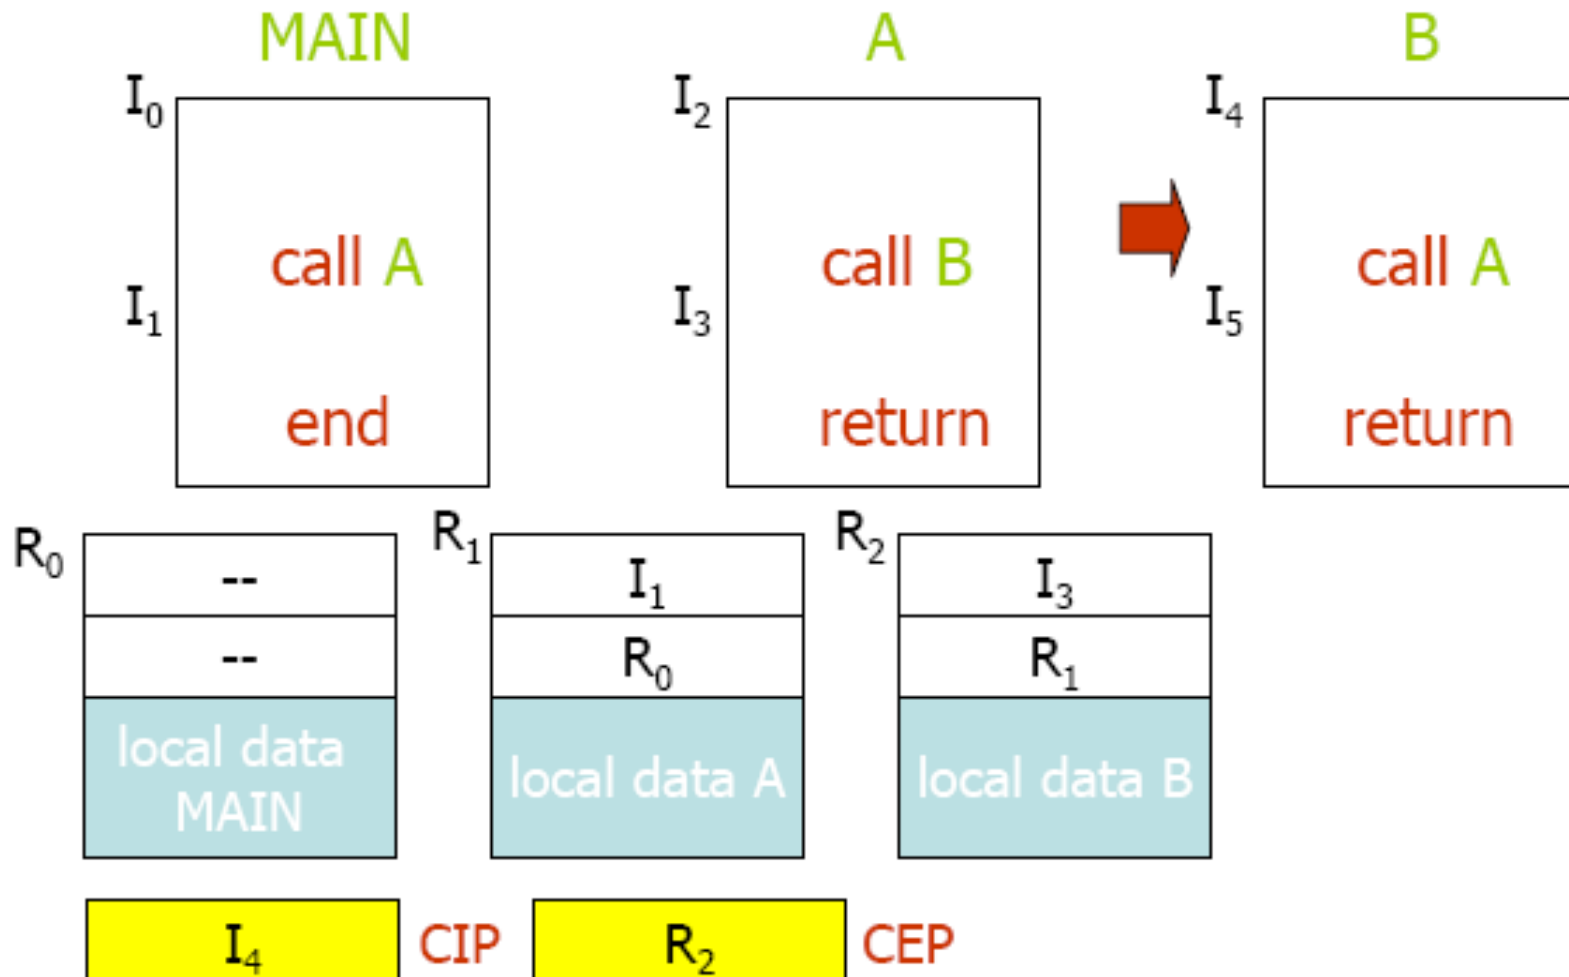 MAIN A B
I₀ I₂ I₄
call A call B call A
I₁ I₃ I₅
end return return
R₀ R₁ R₂
-- I₁ I₃
-- R₀ R₁
local data MAIN local data A local data B
I₄ CIP R₂ CEP